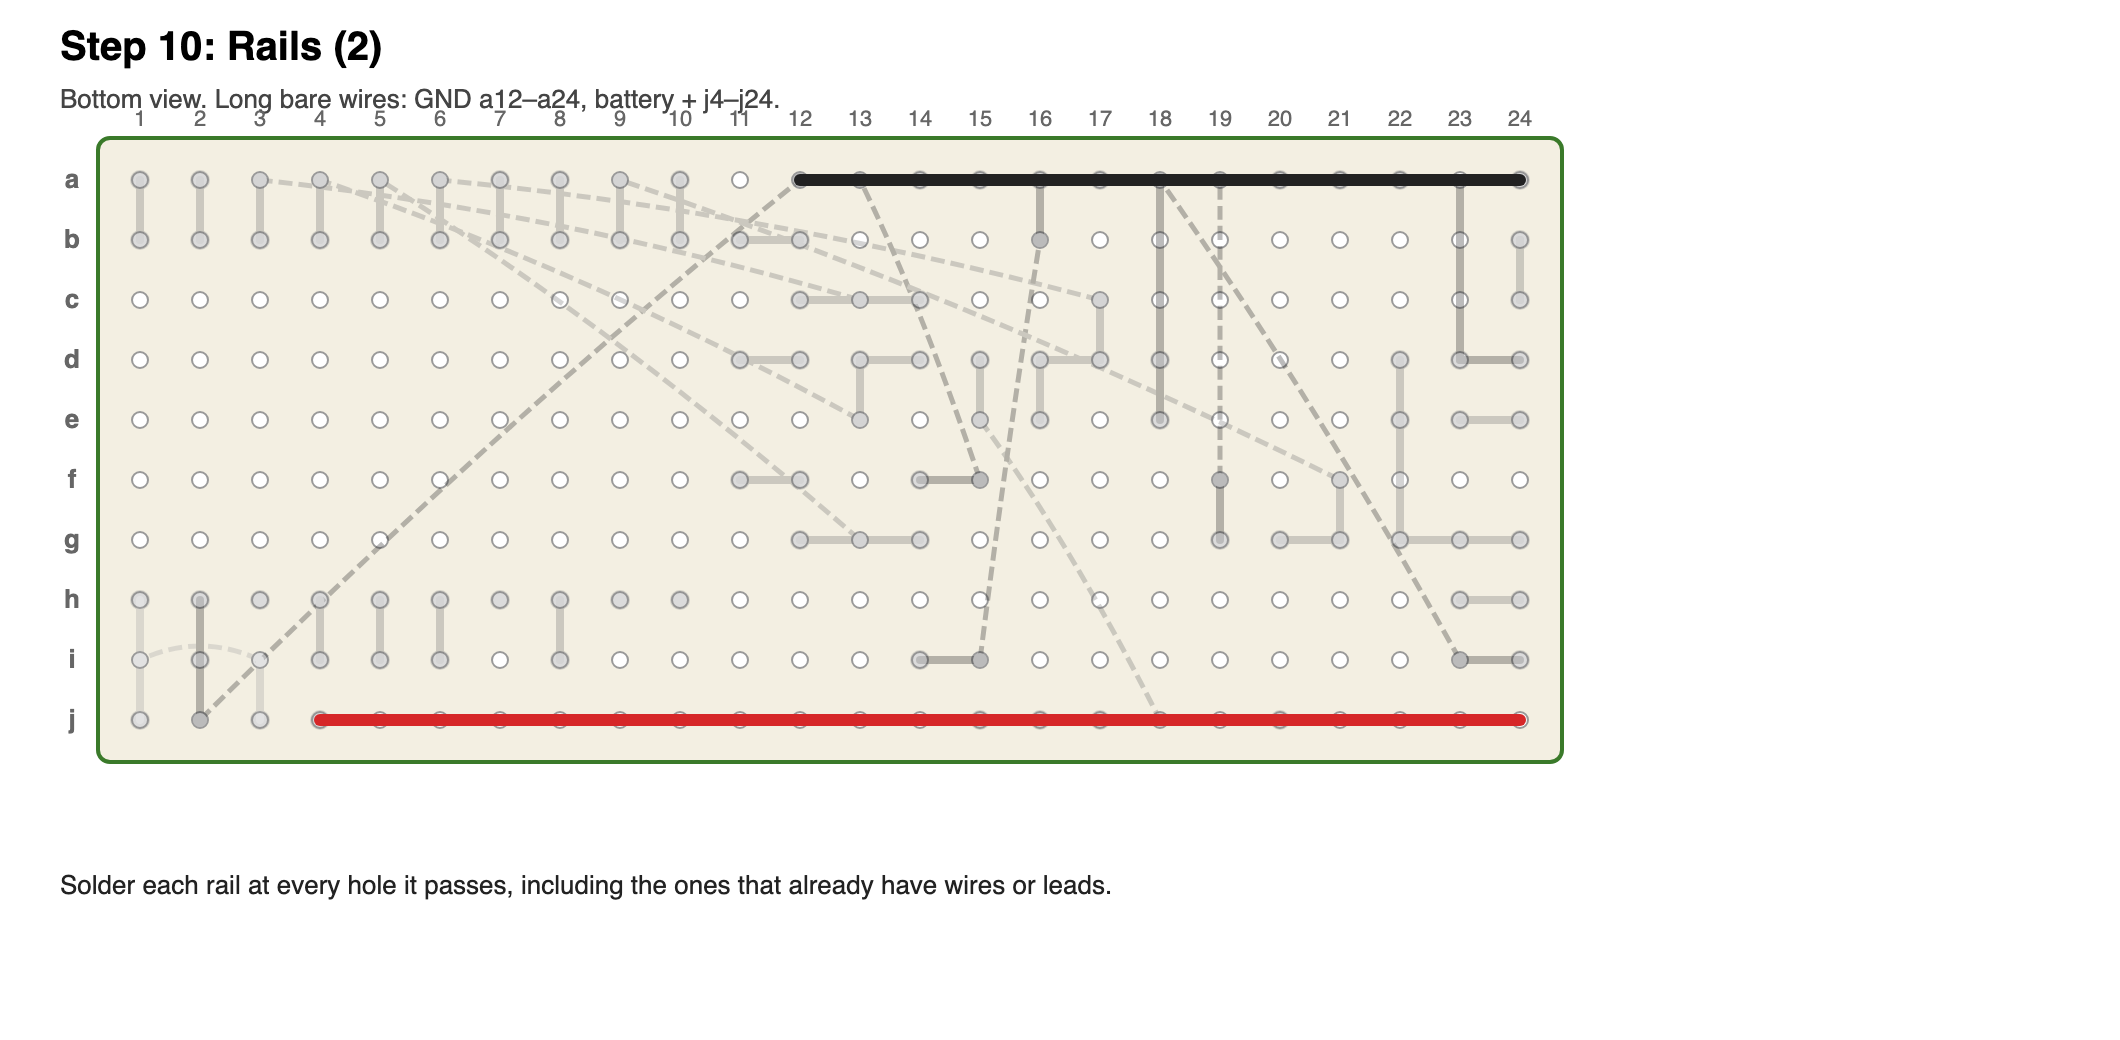 Step 10: Rails (2)
Bottom view. Long bare wires: GND a12–a24, battery + j4–j24.
1 2 3 4 5 6 7 8 9 10 11 12 13 14 15 16 17 18 19 20 21 22 23 24
a
b
c
d
e
f
g
h
i
j
Solder each rail at every hole it passes, including the ones that already have wires or leads.